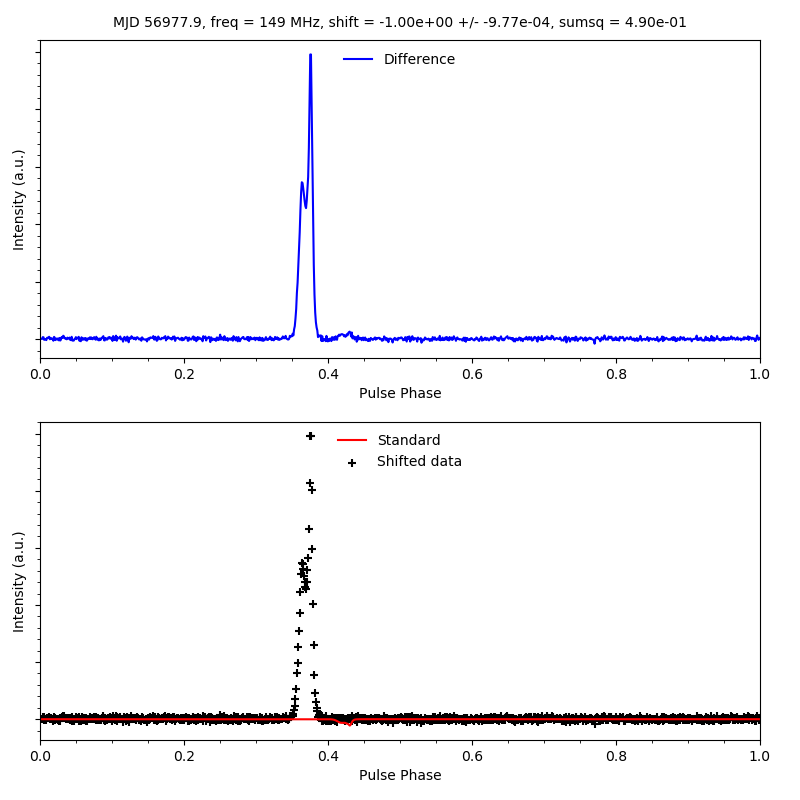 MJD 56977.9, freq = 149 MHz, shift = -1.00e+00 +/- -9.77e-04, sumsq = 4.90e-01
Difference
Intensity (a.u.)
0.0 0.2 0.4 0.6 0.8 1.0
Pulse Phase
Standard
Shifted data
Intensity (a.u.)
0.0 0.2 0.4 0.6 0.8 1.0
Pulse Phase